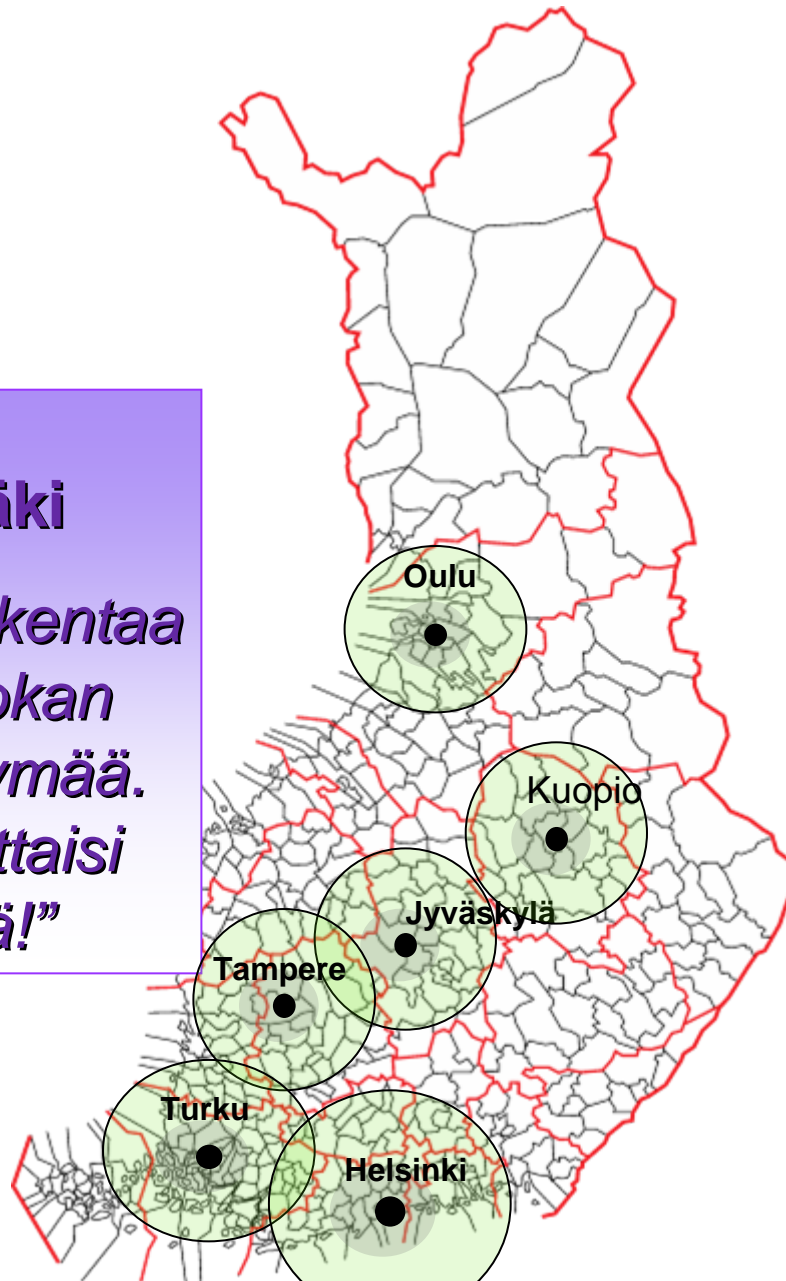 äki
kentaa
okan
ymää.
ttaisi
ä!”
Oulu
Kuopio
Jyväskylä
Tampere
Turku
Helsinki